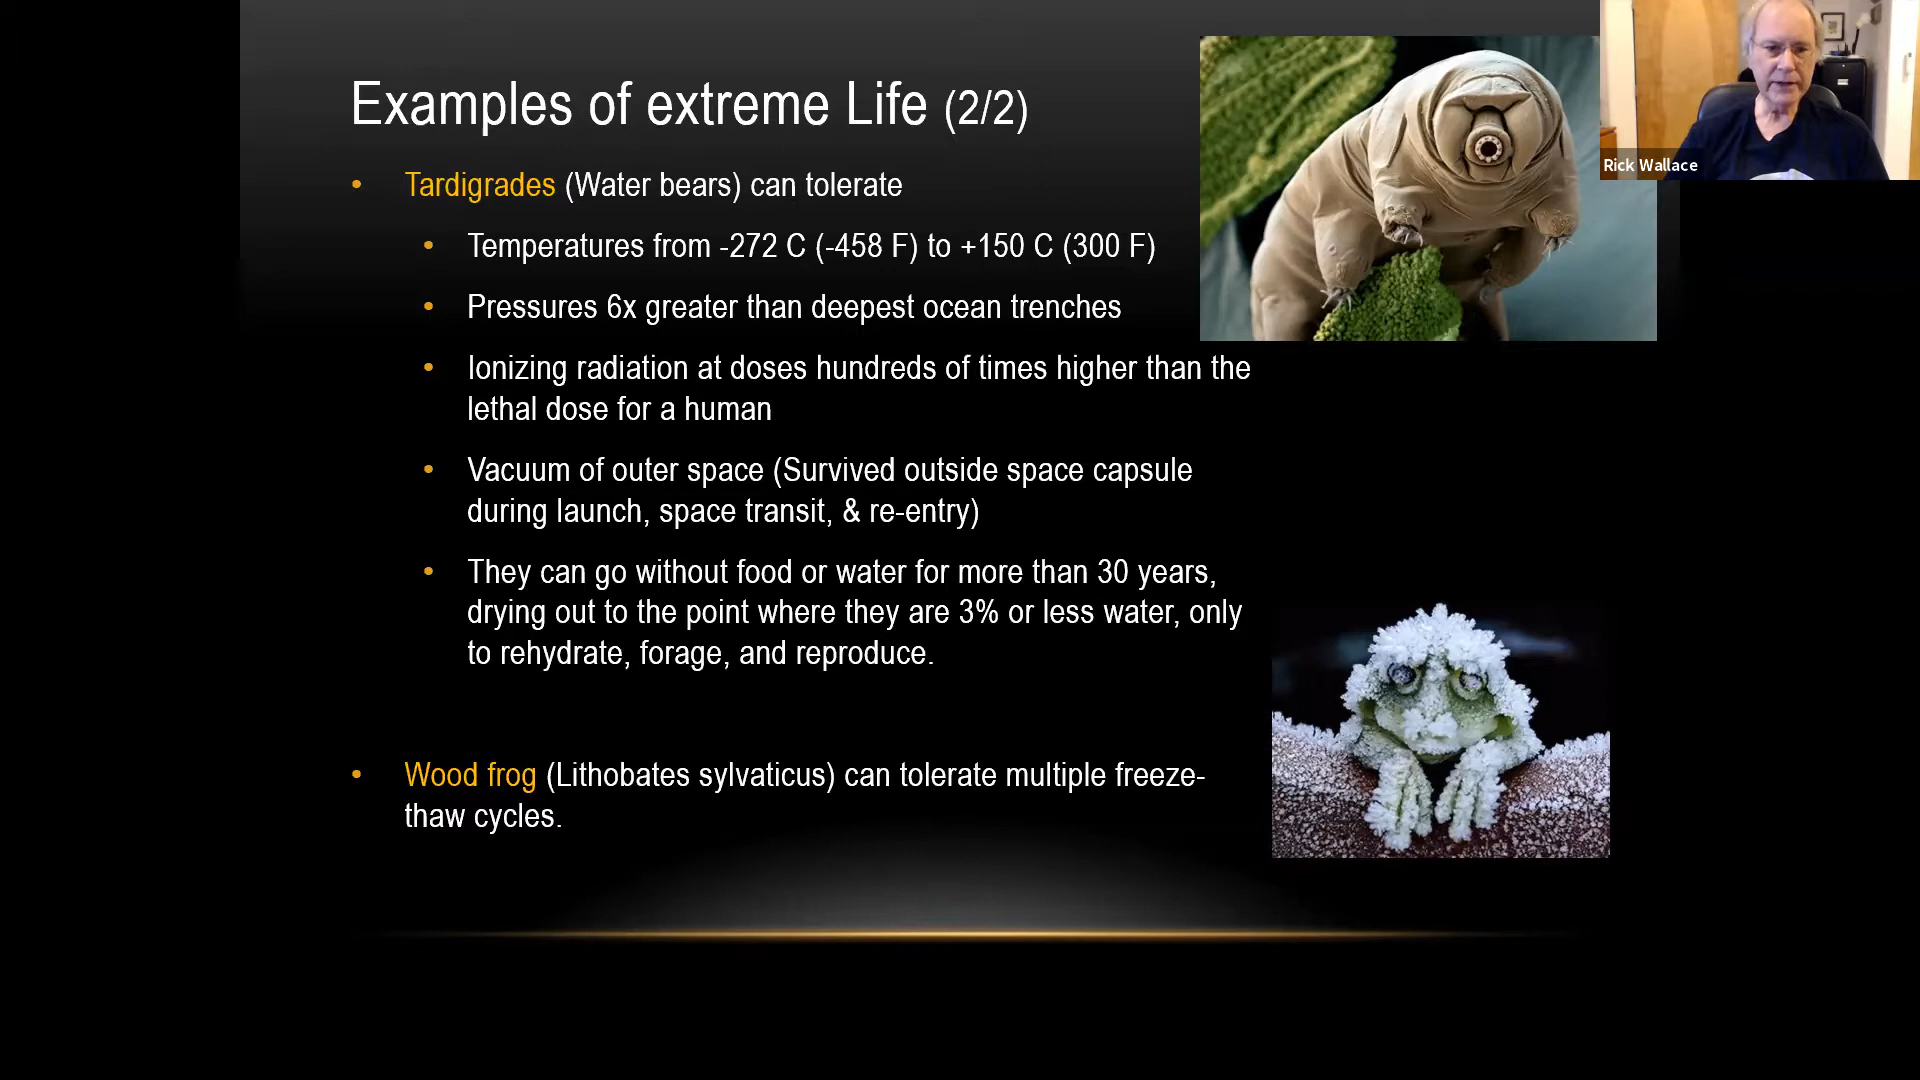 Examples of extreme Life (2/2)
Rick Wallace
• Tardigrades (Water bears) can tolerate
• Temperatures from -272 C (-458 F) to +150 C (300 F)
• Pressures 6x greater than deepest ocean trenches
• Ionizing radiation at doses hundreds of times higher than the
lethal dose for a human
• Vacuum of outer space (Survived outside space capsule
during launch, space transit, & re-entry)
• They can go without food or water for more than 30 years,
drying out to the point where they are 3% or less water, only
to rehydrate, forage, and reproduce.
• Wood frog (Lithobates sylvaticus) can tolerate multiple freeze-
thaw cycles.